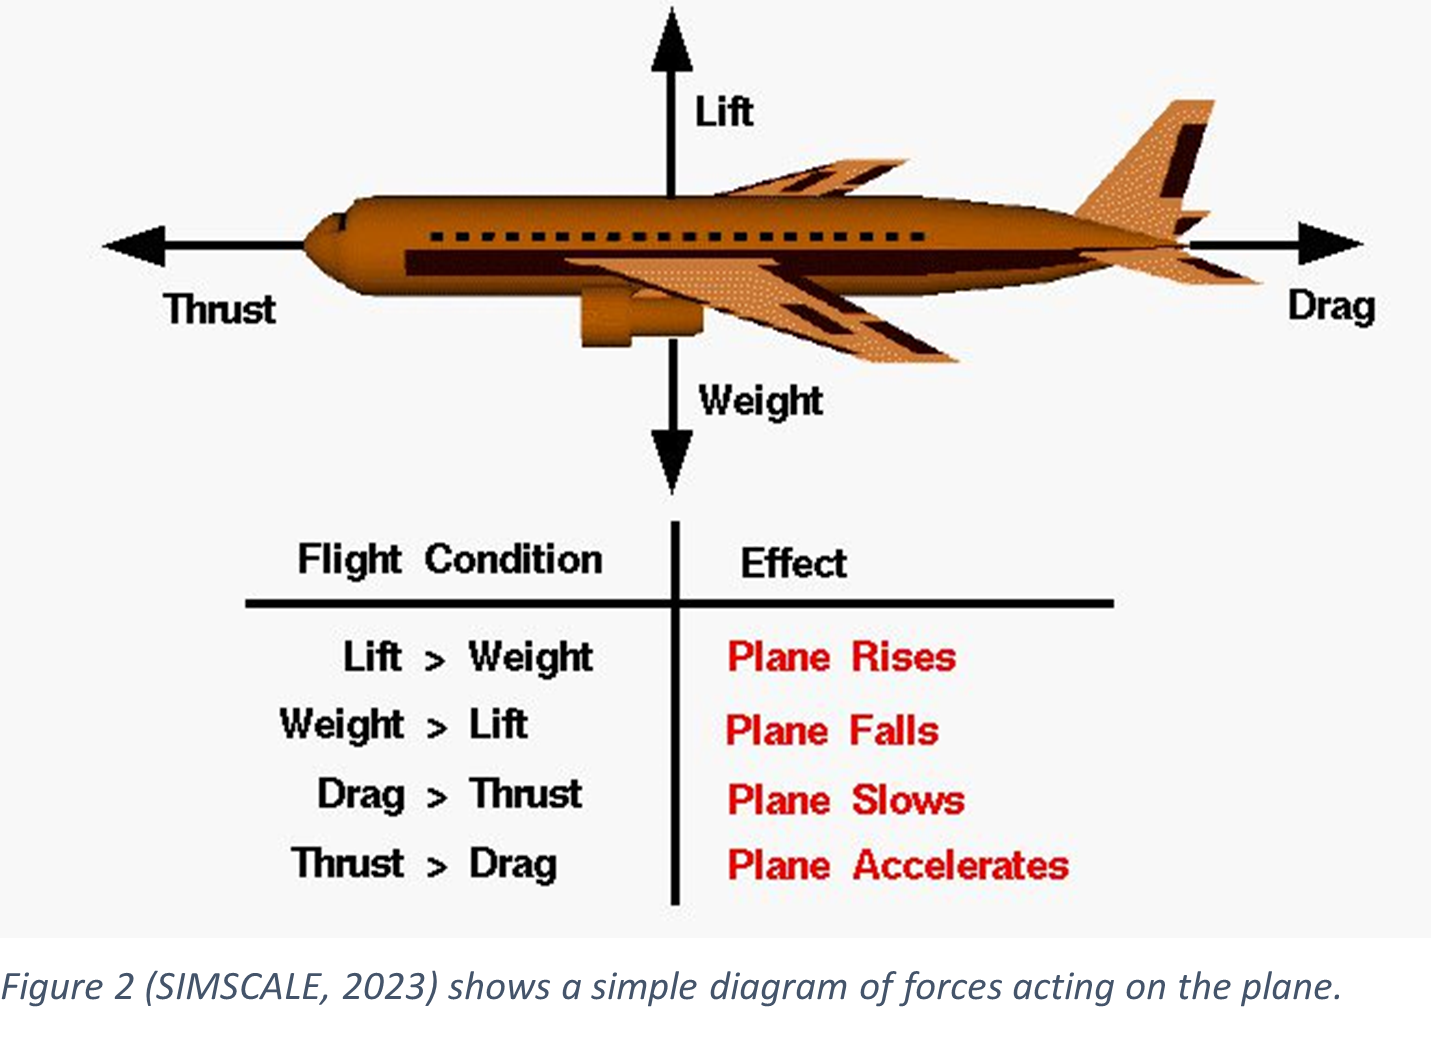 Lift
Thrust
Drag
Weight
Flight Condition Effect
Lift > Weight Plane Rises
Weight > Lift Plane Falls
Drag > Thrust Plane Slows
Thrust > Drag Plane Accelerates
Figure 2 (SIMSCALE, 2023) shows a simple diagram of forces acting on the plane.